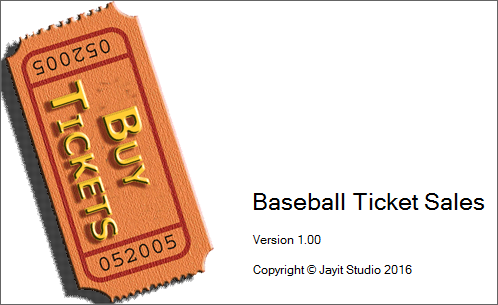 052005
BUY
TICKETS
052005
Baseball Ticket Sales
Version 1.00
Copyright © Jayit Studio 2016